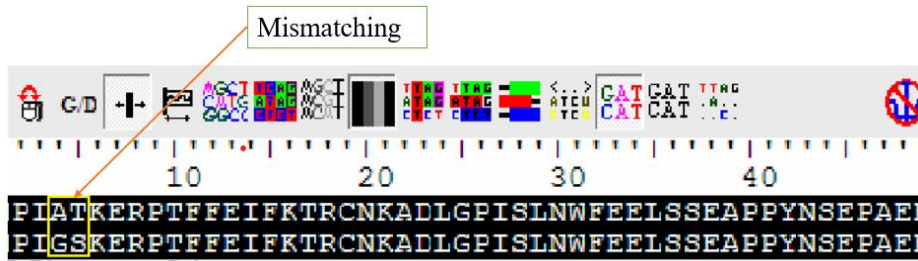 Mismatching
G/D
10 20 30 40
PIATKERPTFFEIFKTRCNKADLGPISLNWFEELSSEAPPYNSEPAE
PIGSKERPTFFEIFKTRCNKADLGPISLNWFEELSSEAPPYNSEPAE